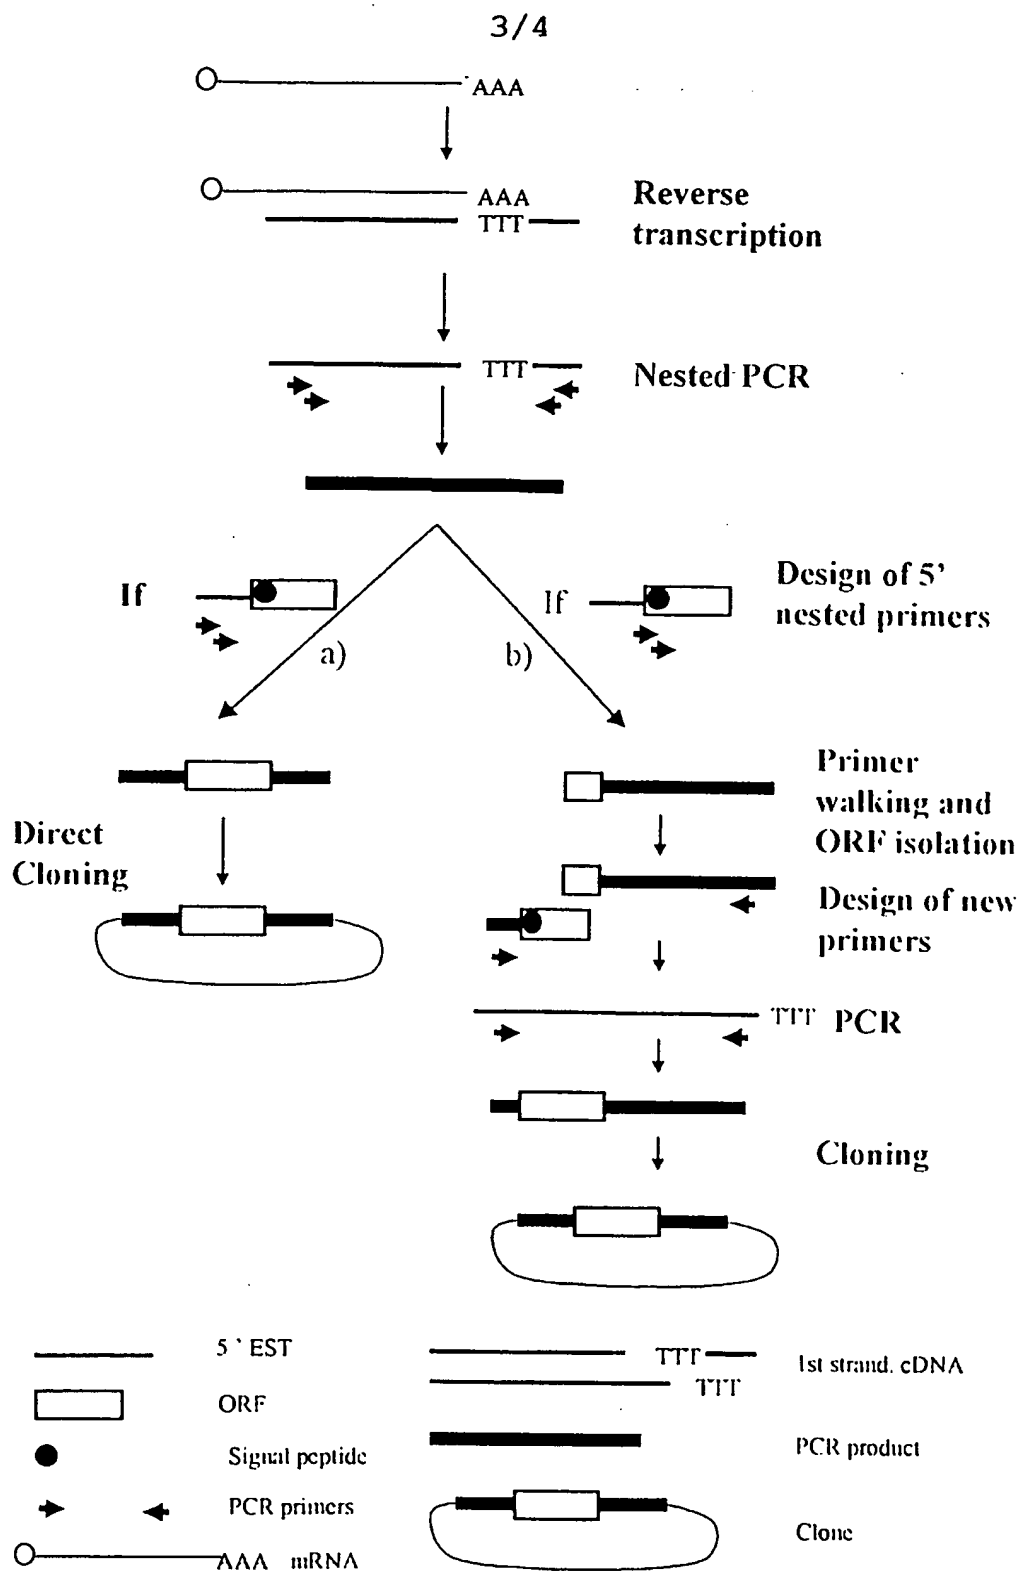 3/4
AAA
AAA
TTT
Reverse
transcription
TTT
Nested PCR
If
If
Design of 5'
nested primers
a)
b)
Primer
walking and
ORF isolation
Direct
Cloning
Design of new
primers
TTT
PCR
Cloning
5 ' EST
ORF
Signal peptide
PCR primers
AAA mRNA
TTT
TTT
1st strand. cDNA
PCR product
Clone